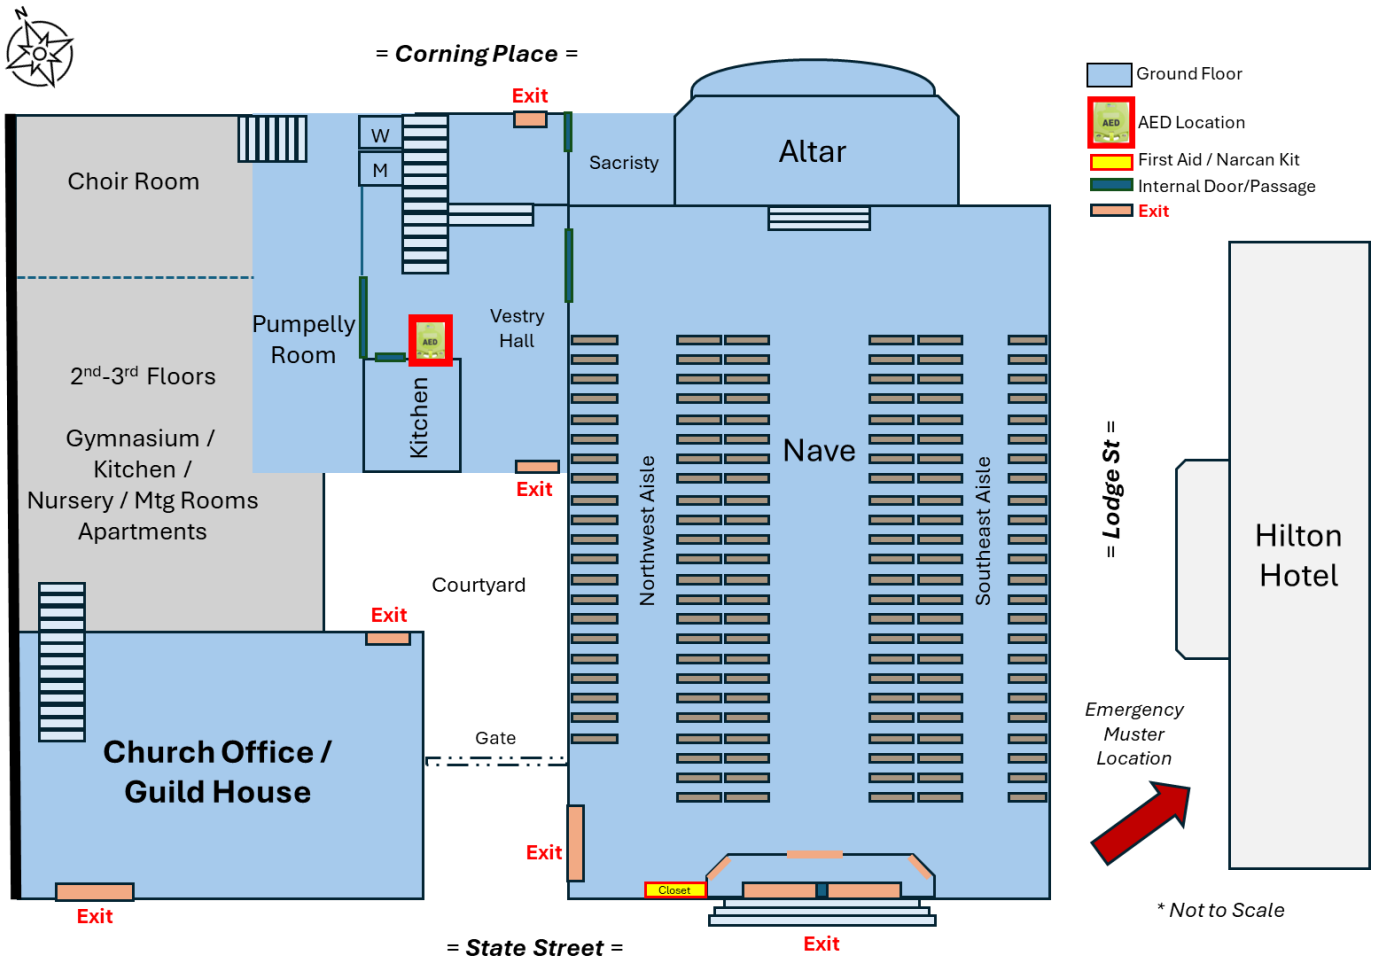 N
= Corning Place =
Exit
Ground Floor
AED
AED Location
First Aid / Narcan Kit
Internal Door/Passage
Exit
W
M
Sacristy
Altar
Choir Room
Pumpelly
Room
Vestry
Hall
AED
Kitchen
2nd-3rd Floors
Gymnasium /
Kitchen /
Nursery / Mtg Rooms
Apartments
Exit
Nave
Northwest Aisle
Southeast Aisle
= Lodge St =
Hilton
Hotel
Courtyard
Exit
Gate
Church Office /
Guild House
Emergency
Muster
Location
Exit
Closet
Exit
Exit
= State Street =
* Not to Scale